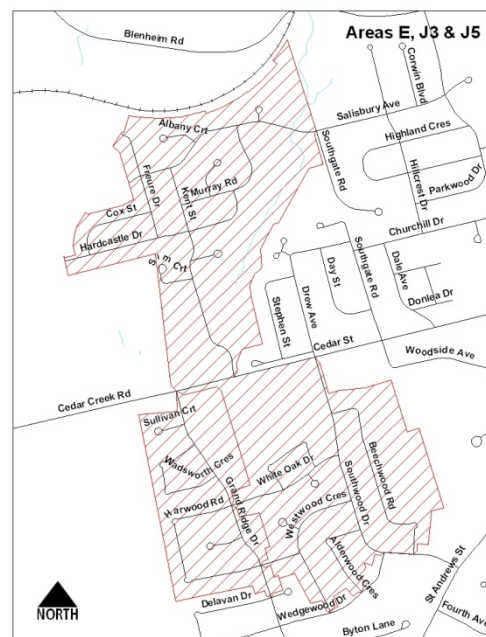 Areas E, J3 & J5
Blenheim Rd
Corwin Blvd
Salisbury Ave
Albany Crt
Highland Cres
Southgate Rd
Freure Dr
Kent St
Murray Rd
Hillcrest Dr
Parkwood Dr
Cox St
Hardcastle Dr
Churchill Dr
Southgate Rd
Day St
Dale Ave
Drew Ave
Stephen St
Donlea Dr
Cedar St
Woodside Ave
Cedar Creek Rd
Sullivan Crt
Wadsworth Cres
White Oak Dr
Beechwood Rd
Southwood Dr
Harwood Rd
Grand Ridge Dr
Westwood Cres
Alderwood Cres
St Andrews St
Delavan Dr
Wedgewood Dr
Fourth Ave
Byton Lane
NORTH